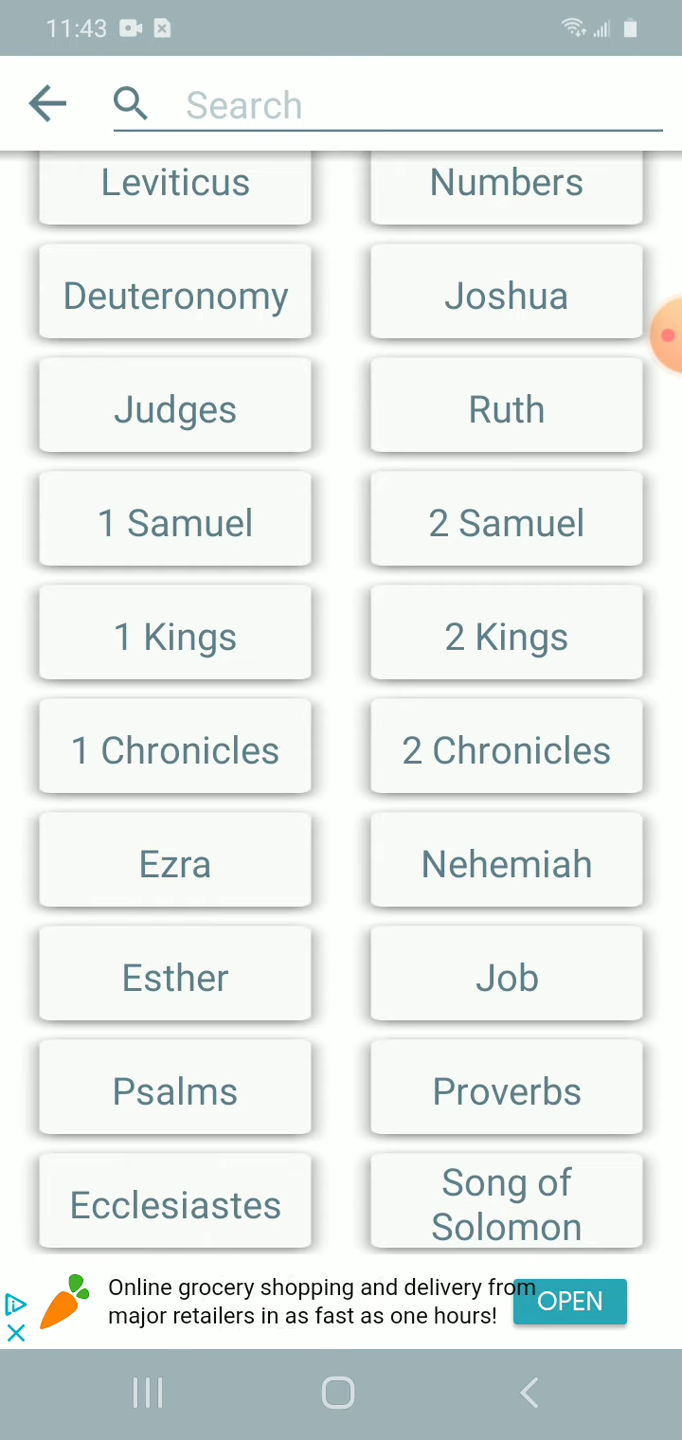 11:43
Search
Leviticus
Numbers
Deuteronomy
Joshua
Judges
Ruth
1 Samuel
2 Samuel
1 Kings
2 Kings
1 Chronicles
2 Chronicles
Ezra
Nehemiah
Esther
Job
Psalms
Proverbs
Ecclesiastes
Song of
Solomon
Online grocery shopping and delivery from
major retailers in as fast as one hours!
OPEN